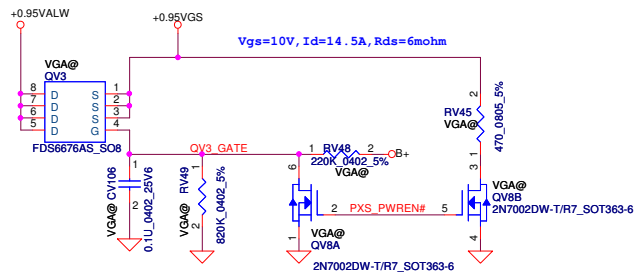 +0.95VALW
+0.95VGS
Vgs=10V,Id=14.5A,Rds=6mohm
VGA@
QV3
8 D S 1
7 D S 2
6 D S 3
5 D G 4
FDS6676AS_SO8
2
RV45
VGA@
470_0805_5%
1
QV3_GATE
1 RV48 2
220K_0402_5%
VGA@
B+
1
2
VGA@ CV106
0.1U_0402_25V6
1
2
VGA@ RV49
820K_0402_5%
6
2
1
VGA@
QV8A
2N7002DW-T/R7_SOT363-6
PXS_PWREN#
3
5
4
VGA@
QV8B
2N7002DW-T/R7_SOT363-6